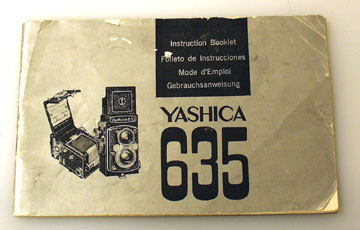 Instruction Booklet
Folleto de Instrucciones
Mode d'Emploi
Gebrauchsanweisung
YASHICA
635